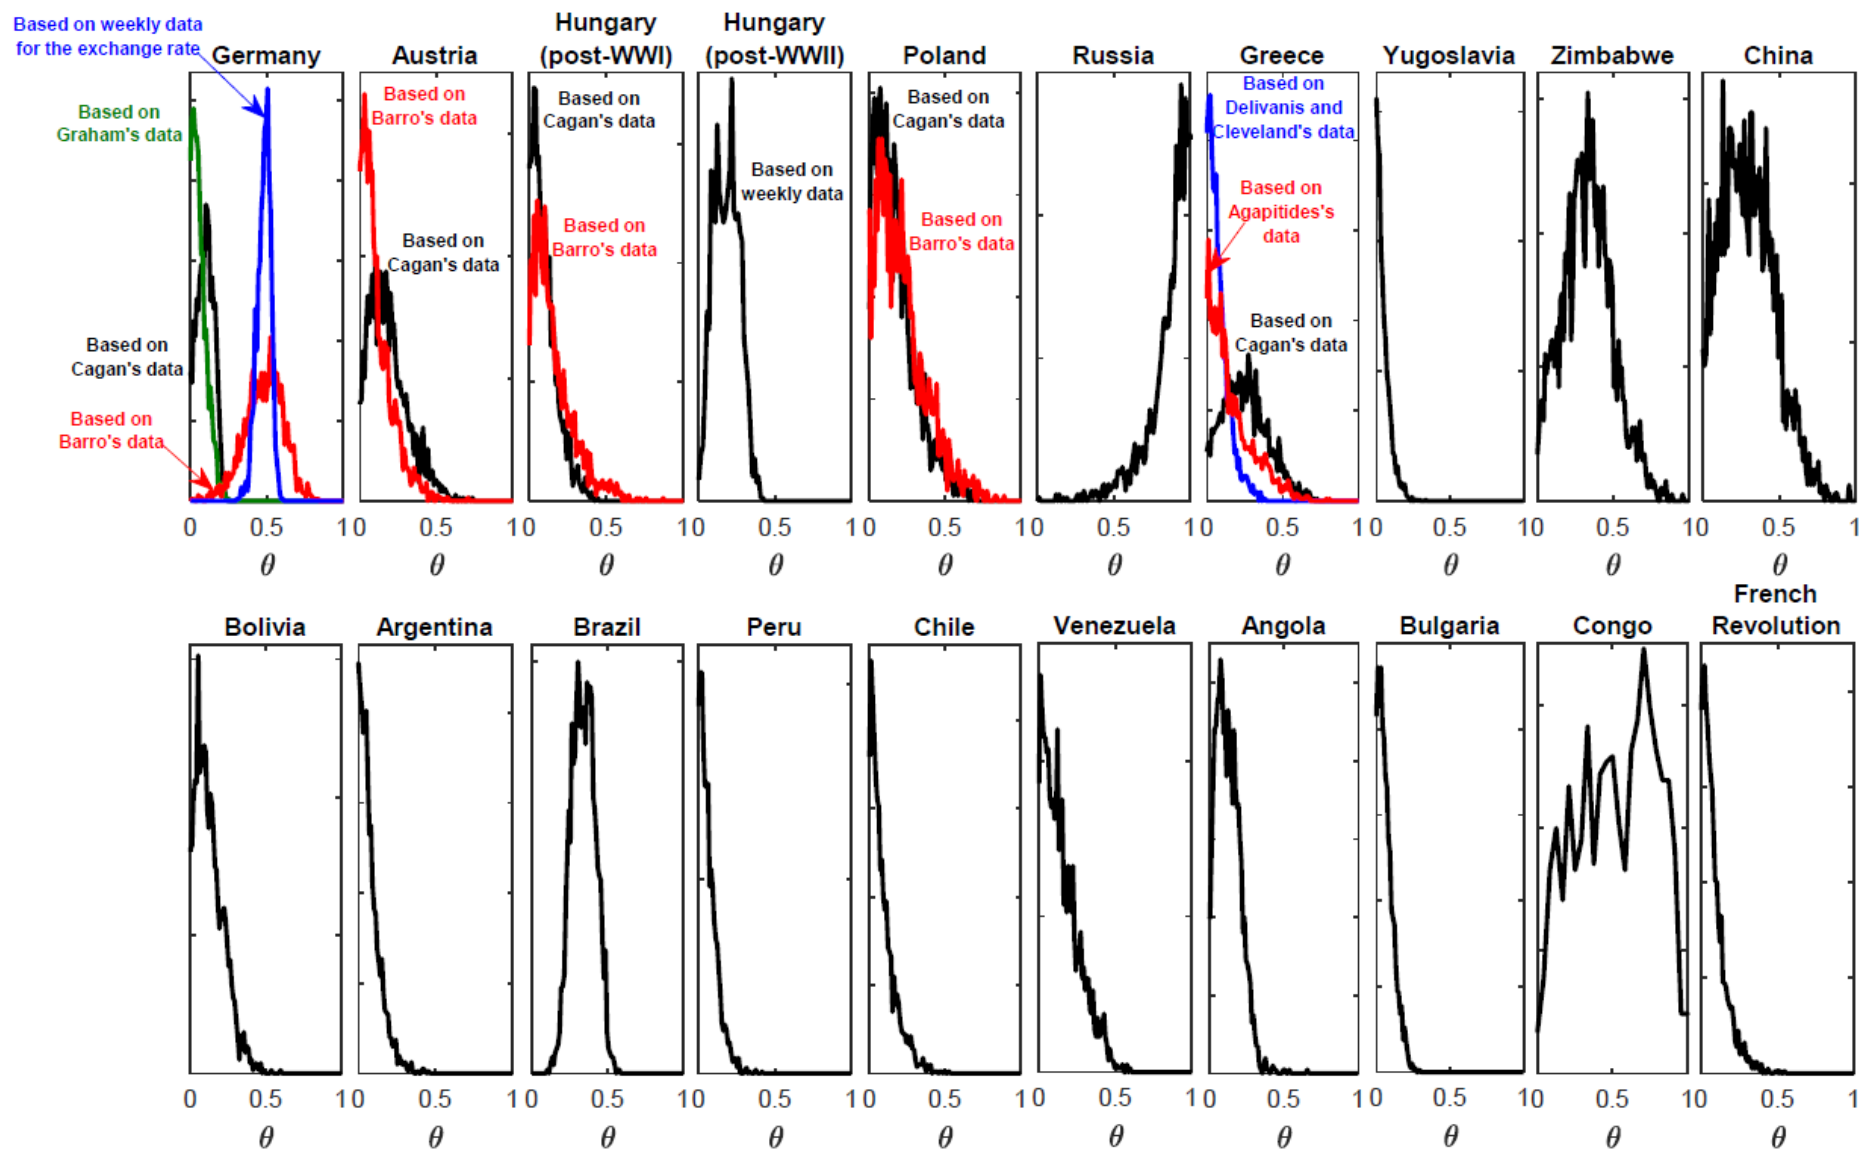 Based on weekly data
for the exchange rate
Germany
Austria
Hungary
(post-WWI)
Hungary
(post-WWII)
Poland
Russia
Greece
Yugoslavia
Zimbabwe
China
Based on
Graham's data
Based on
Cagan's data
Based on
Barro's data
Based on
Barro's data
Based on
Cagan's data
Based on
Cagan's data
Based on
Barro's data
Based on
weekly data
Based on
Cagan's data
Based on
Barro's data
Based on
Delivanis and
Cleveland's data
Based on
Agapitides's
data
Based on
Cagan's data
0 0.5 1 0 0.5 1 0 0.5 1 0 0.5 1 0 0.5 1 0 0.5 1 0 0.5 1 0 0.5 1 0 0.5 1 0 0.5 1
θ θ θ θ θ θ θ θ θ θ
Bolivia
Argentina
Brazil
Peru
Chile
Venezuela
Angola
Bulgaria
Congo
French
Revolution
0 0.5 1 0 0.5 1 0 0.5 1 0 0.5 1 0 0.5 1 0 0.5 1 0 0.5 1 0 0.5 1 0 0.5 1 0 0.5 1
θ θ θ θ θ θ θ θ θ θ